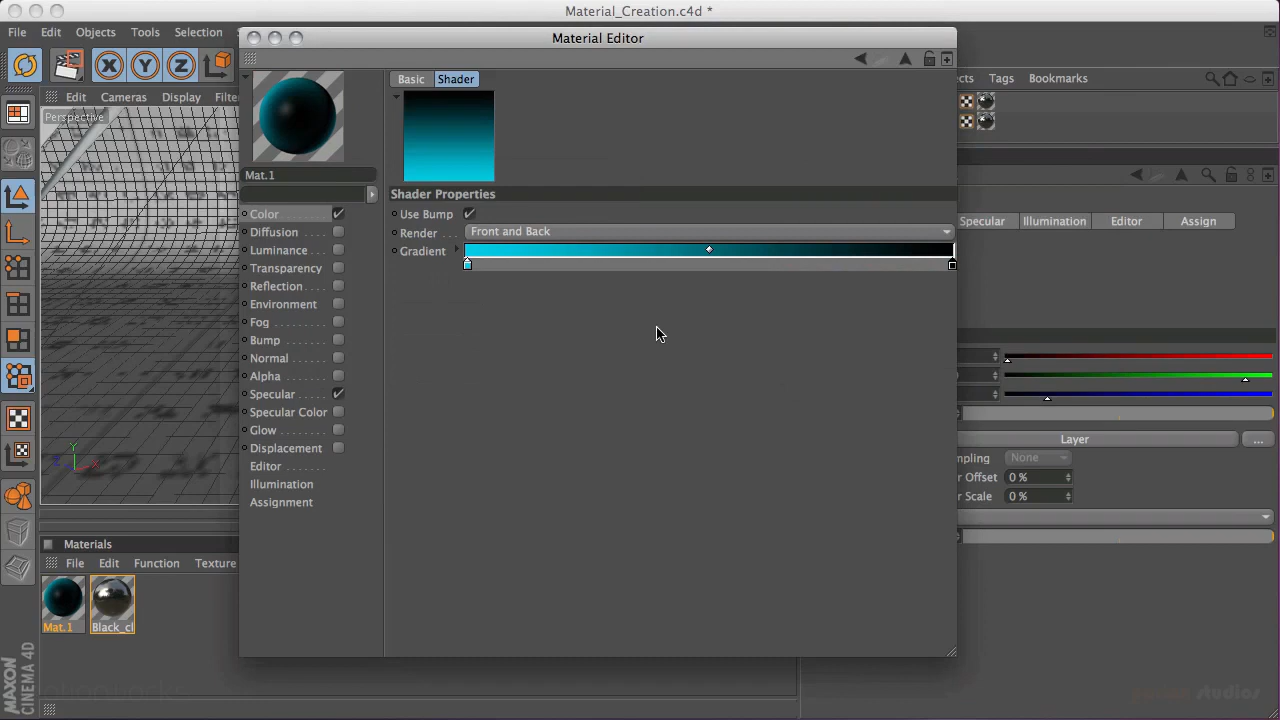 Material_Creation.c4d *
File Edit Objects Tools Selection
Material Editor
Edit Cameras Display Filter
Perspective
Basic Shader
Tags Bookmarks
Mat.1
Shader Properties
Use Bump
Render Front and Back
Gradient
Color
Diffusion
Luminance
Transparency
Reflection
Environment
Fog
Bump
Normal
Alpha
Specular
Specular Color
Glow
Displacement
Editor
Illumination
Assignment
Specular Illumination Editor Assign
Layer ...
mpling None
r Offset 0 %
r Scale 0 %
Y
Z X
Materials
File Edit Function Texture
Mat.1 Black_cl
MAXON
CINEMA 4D
studios